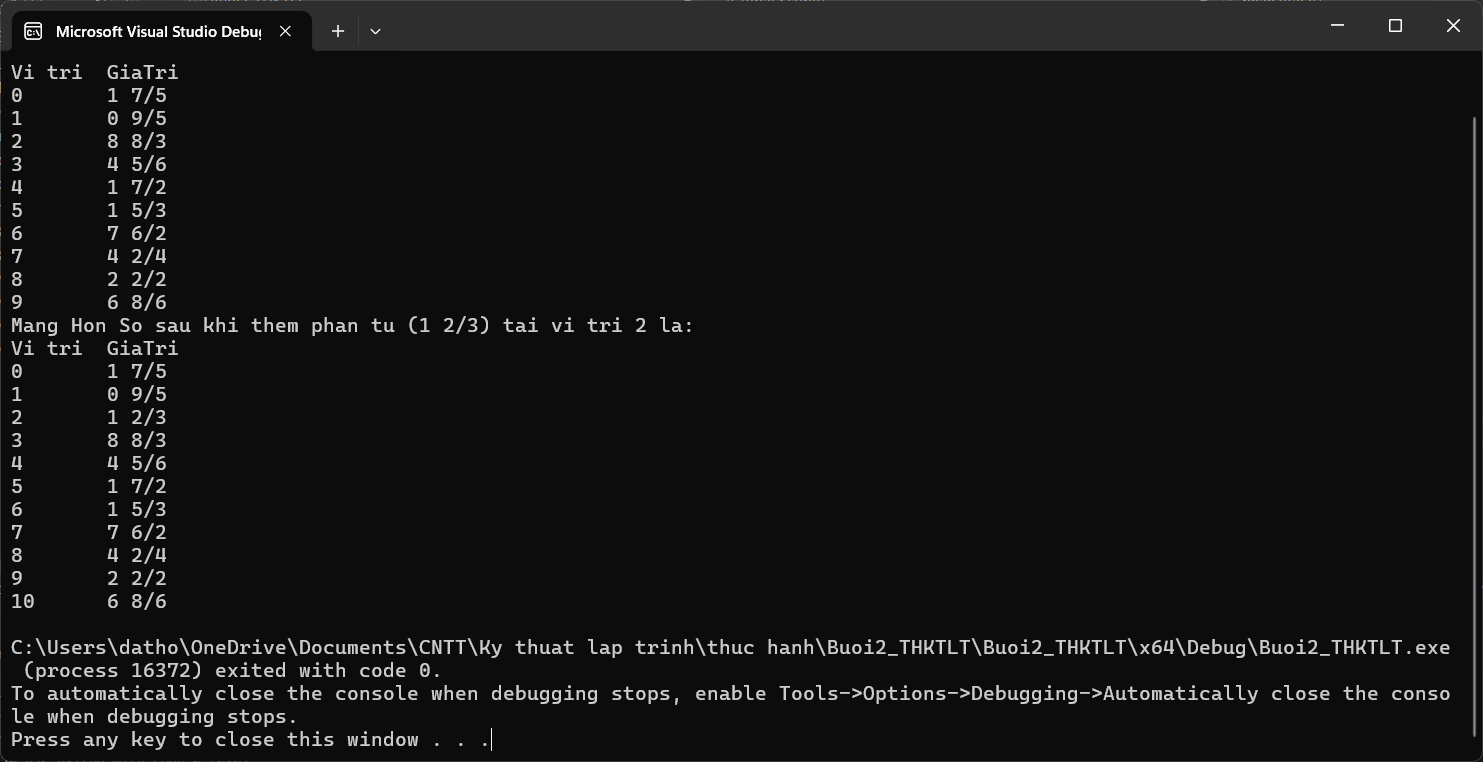 Microsoft Visual Studio Debu
Vi tri  GiaTri
0       1 7/5
1       0 9/5
2       8 8/3
3       4 5/6
4       1 7/2
5       1 5/3
6       7 6/2
7       4 2/4
8       2 2/2
9       6 8/6
Mang Hon So sau khi them phan tu (1 2/3) tai vi tri 2 la:
Vi tri  GiaTri
0       1 7/5
1       0 9/5
2       1 2/3
3       8 8/3
4       4 5/6
5       1 7/2
6       1 5/3
7       7 6/2
8       4 2/4
9       2 2/2
10      6 8/6
C:\Users\datho\OneDrive\Documents\CNTT\Ky thuat lap trinh\thuc hanh\Buoi2_THKTLT\Buoi2_THKTLT\x64\Debug\Buoi2_THKTLT.exe
 (process 16372) exited with code 0.
To automatically close the console when debugging stops, enable Tools->Options->Debugging->Automatically close the conso
le when debugging stops.
Press any key to close this window . . .